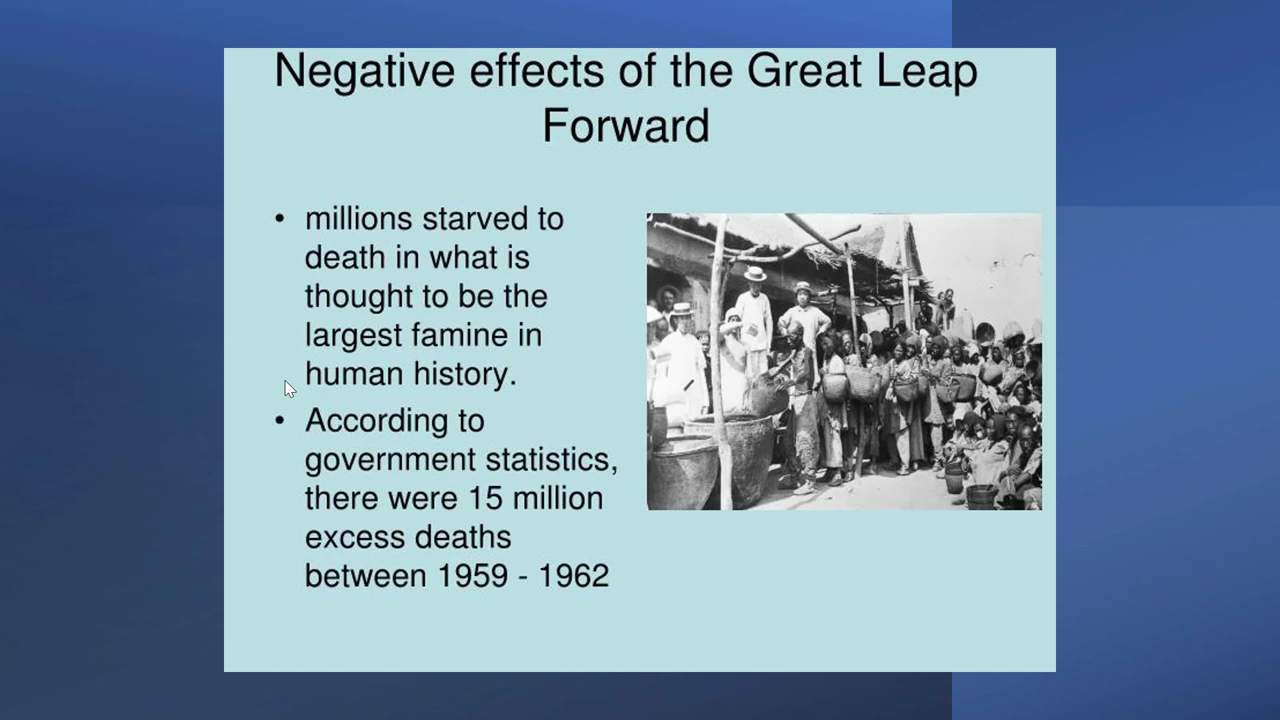 Negative effects of the Great Leap
Forward
• millions starved to
death in what is
thought to be the
largest famine in
human history.
• According to
government statistics,
there were 15 million
excess deaths
between 1959 - 1962